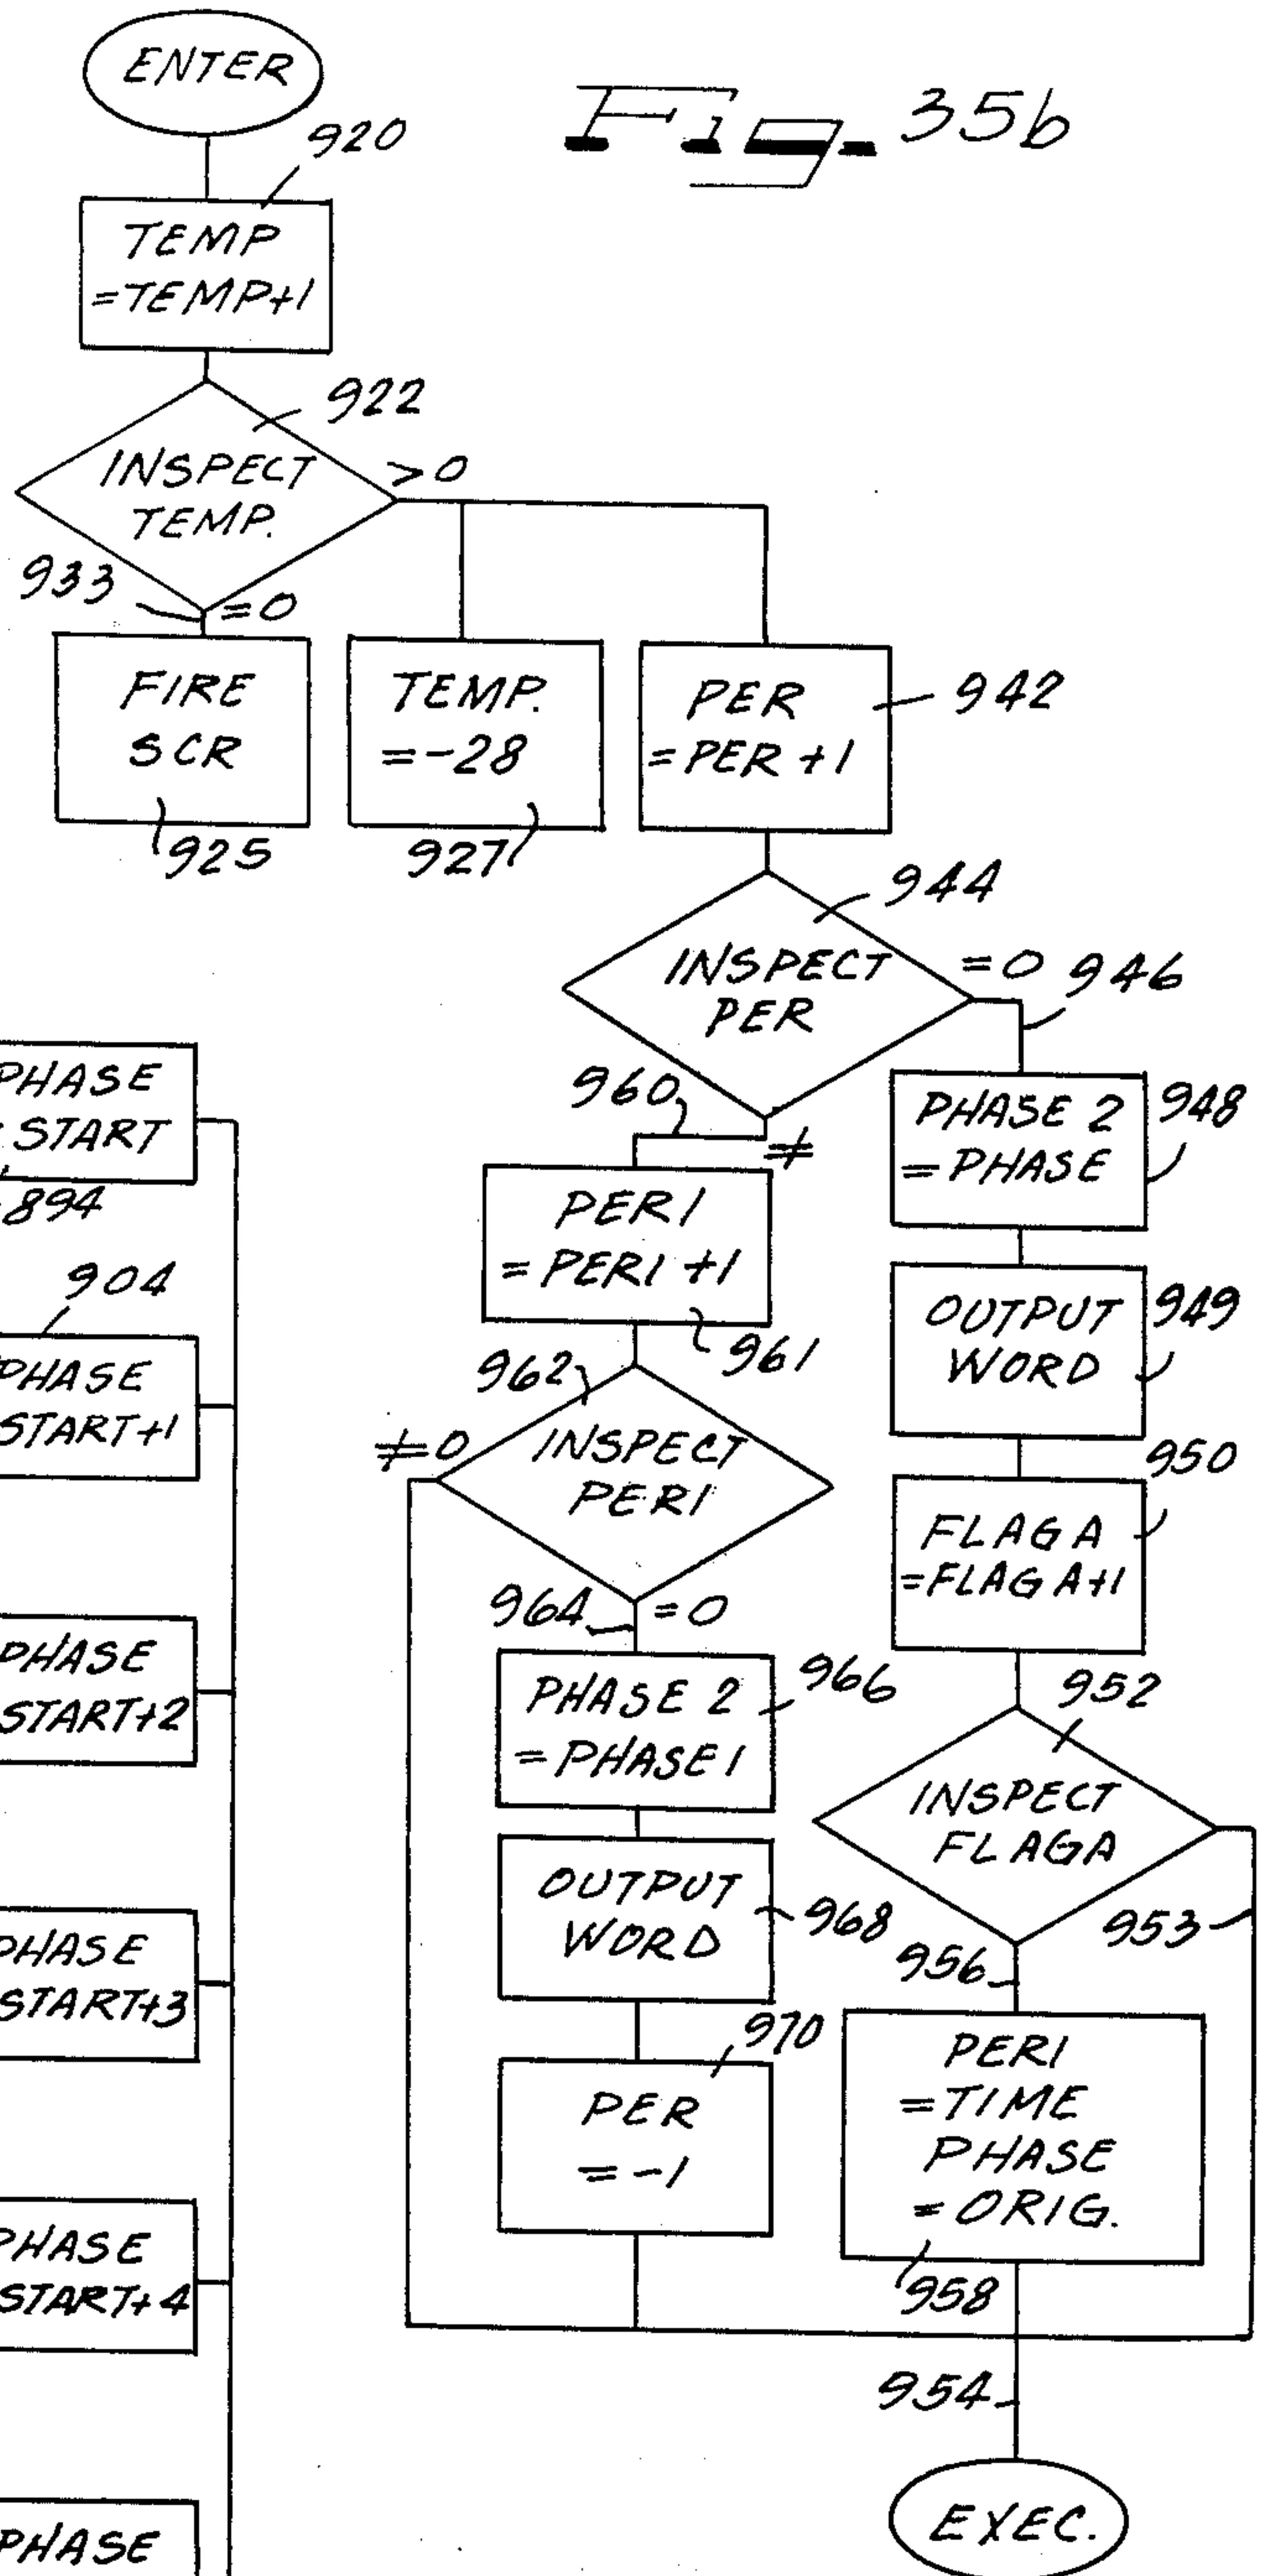 Fig. 35b
ENTER
920
TEMP
=TEMP+1
922
INSPECT
TEMP.
>0
933
=0
FIRE
SCR
925
TEMP.
=-28
927
PER
=PER+1
942
944
INSPECT
PER
=0
946
960
≠
PHASE 2
=PHASE
948
PER1
=PER1+1
961
OUTPUT
WORD
949
962
≠0
INSPECT
PER1
950
FLAG A
=FLAG A+1
964
=0
PHASE 2
=PHASE1
966
952
INSPECT
FLAGA
953
OUTPUT
WORD
968
956
970
PER
=-1
PER1
=TIME
PHASE
=ORIG.
958
954
EXEC.
PHASE
START
894
904
PHASE
START+1
PHASE
START+2
PHASE
START+3
PHASE
START+4
PHASE